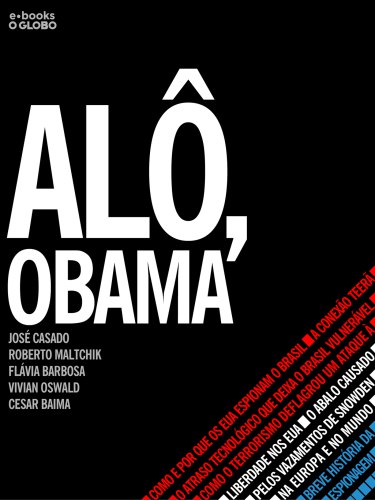 e•books
O GLOBO
ALÔ,
OBAMA
JOSÉ CASADO
ROBERTO MALTCHIK
FLÁVIA BARBOSA
VIVIAN OSWALD
CESAR BAIMA
COMO E POR QUE OS EUA ESPIONAM O BRASIL ■ A CONEXÃO TEERÃ
O ATRASO TECNOLÓGICO QUE DEIXA O BRASIL VULNERÁVEL
COMO O TERRORISMO DEFLAGROU UM ATAQUE À
LIBERDADE NOS EUA ■ O ABALO CAUSADO
PELOS VAZAMENTOS DE SNOWDEN
NA EUROPA E NO MUNDO
BREVE HISTÓRIA DA
ESPIONAGEM